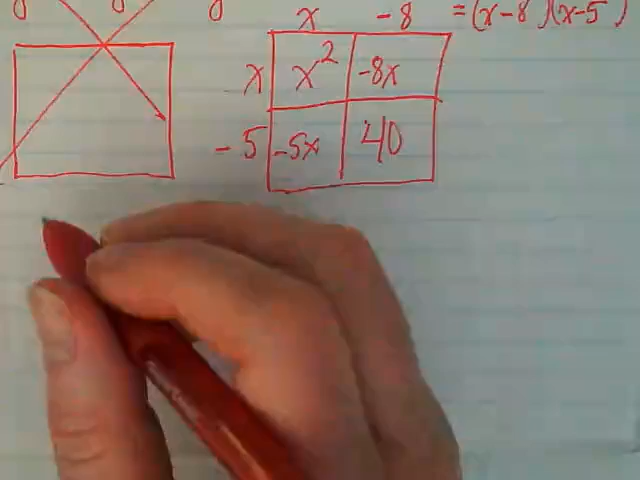 x -8 = (x-8)(x-5)
x x² -8x
-5 -5x 40